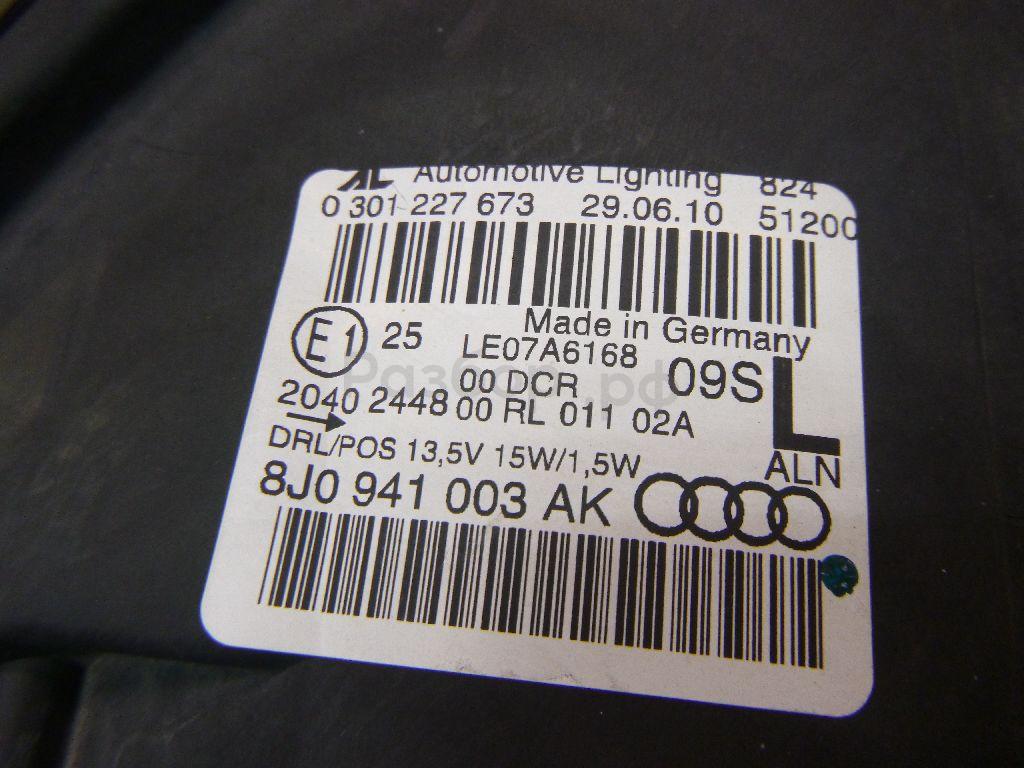 AL Automotive Lighting 824
0 301 227 673 29.06.10 51200
Made in Germany
E1 25 LE07A6168 09S L
00 DCR
2040 2448 00 RL 011 02A
DRL/POS 13,5V 15W/1,5W ALN
8J0 941 003 AK
Разбор.рф